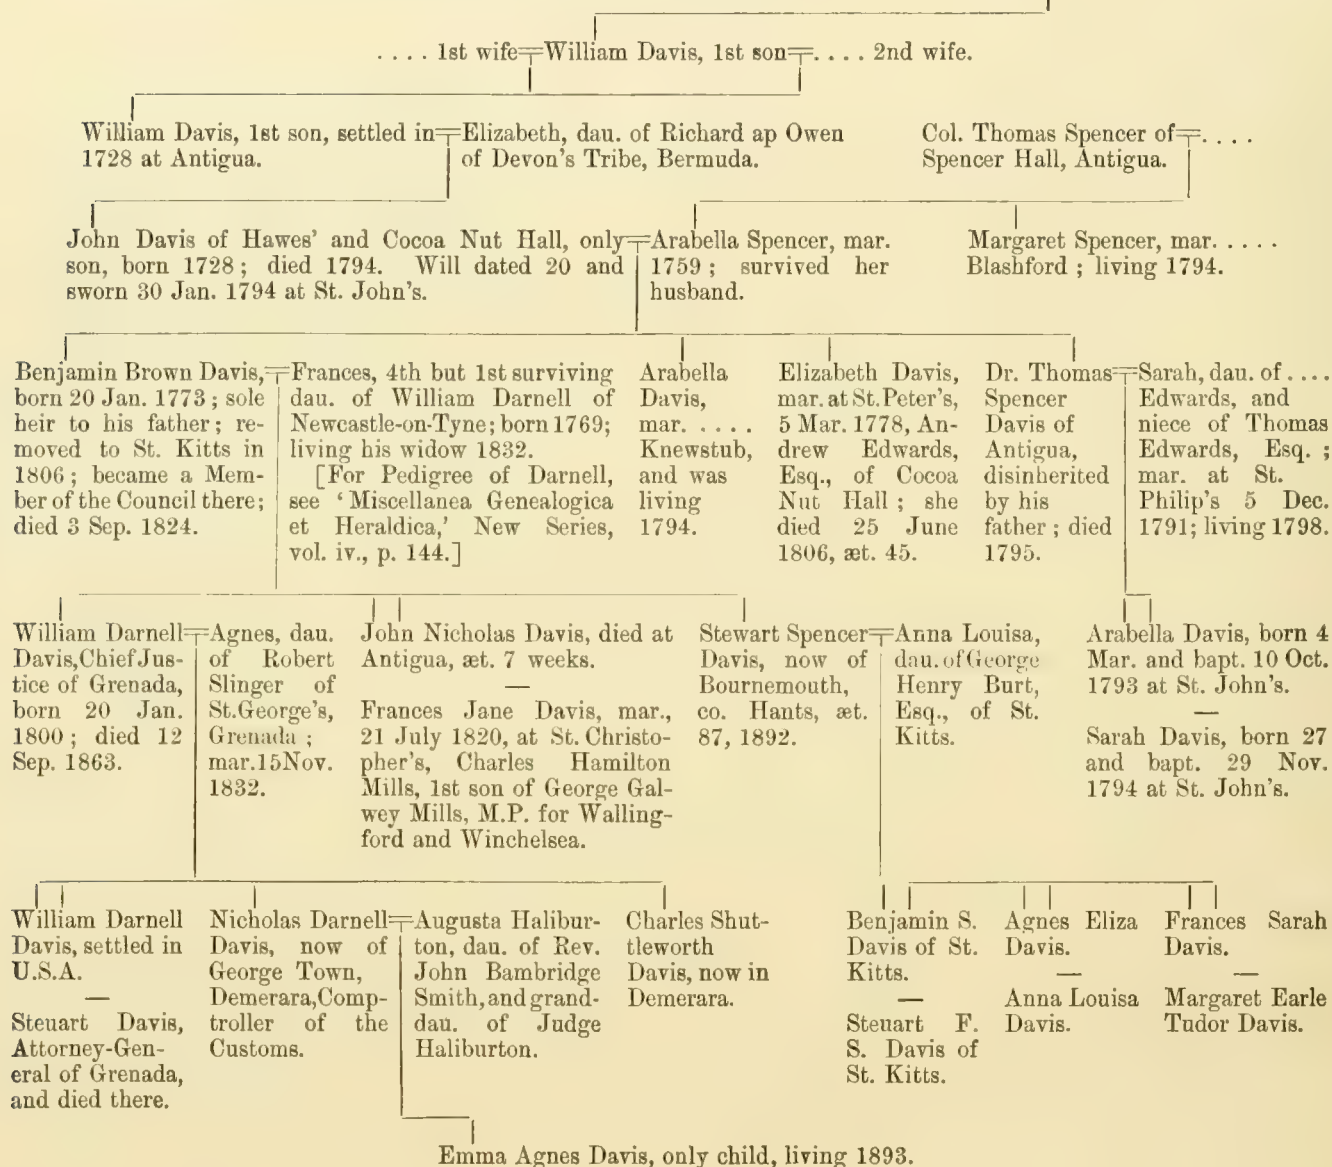 . . . . 1st wife=William Davis, 1st son=. . . . 2nd wife.
William Davis, 1st son, settled in=Elizabeth, dau. of Richard ap Owen
1728 at Antigua.
of Devon's Tribe, Bermuda.
Col. Thomas Spencer of=. . . .
Spencer Hall, Antigua.
John Davis of Hawes' and Cocoa Nut Hall, only=Arabella Spencer, mar.
son, born 1728 ; died 1794. Will dated 20 and
sworn 30 Jan. 1794 at St. John's.
1759 ; survived her
husband.
Margaret Spencer, mar. . . . .
Blashford ; living 1794.
Benjamin Brown Davis,=
born 20 Jan. 1773 ; sole
heir to his father ; re-
moved to St. Kitts in
1806 ; became a Mem-
ber of the Council there;
died 3 Sep. 1824.
Frances, 4th but 1st surviving
dau. of William Darnell of
Newcastle-on-Tyne; born 1769;
living his widow 1832.
[For Pedigree of Darnell,
see ‘ Miscellanea Genealogica
et Heraldica,’ New Series,
vol. iv., p. 144.]
Arabella
Davis,
mar. . . . .
Knewstub,
and was
living
1794.
Elizabeth Davis,
mar. at St. Peter's,
5 Mar. 1778, An-
drew Edwards,
Esq., of Cocoa
Nut Hall ; she
died 25 June
1806, æt. 45.
Dr. Thomas=
Spencer
Davis of
Antigua,
disinherited
by his
father ; died
1795.
Sarah, dau. of . . . .
Edwards, and
niece of Thomas
Edwards, Esq. ;
mar. at St.
Philip's 5 Dec.
1791; living 1798.
William Darnell=
Davis, Chief Jus-
tice of Grenada,
born 20 Jan.
1800 ; died 12
Sep. 1863.
Agnes, dau.
of Robert
Slinger of
St. George's,
Grenada ;
mar. 15 Nov.
1832.
John Nicholas Davis, died at
Antigua, æt. 7 weeks.
—
Frances Jane Davis, mar.,
21 July 1820, at St. Christo-
pher's, Charles Hamilton
Mills, 1st son of George Gal-
wey Mills, M.P. for Walling-
ford and Winchelsea.
Stewart Spencer=
Davis, now of
Bournemouth,
co. Hants, æt.
87, 1892.
Anna Louisa,
dau. of George
Henry Burt,
Esq., of St.
Kitts.
Arabella Davis, born 4
Mar. and bapt. 10 Oct.
1793 at St. John's.
—
Sarah Davis, born 27
and bapt. 29 Nov.
1794 at St. John's.
William Darnell
Davis, settled in
U.S.A.
—
Steuart Davis,
Attorney-Gen-
eral of Grenada,
and died there.
Nicholas Darnell=
Davis, now of
George Town,
Demerara, Comp-
troller of the
Customs.
Augusta Halibur-
ton, dau. of Rev.
John Bambridge
Smith, and grand-
dau. of Judge
Haliburton.
Charles Shut-
tleworth
Davis, now in
Demerara.
Benjamin S.
Davis of St.
Kitts.
—
Steuart F.
S. Davis of
St. Kitts.
Agnes Eliza
Davis.
—
Anna Louisa
Davis.
Frances Sarah
Davis.
—
Margaret Earle
Tudor Davis.
Emma Agnes Davis, only child, living 1893.